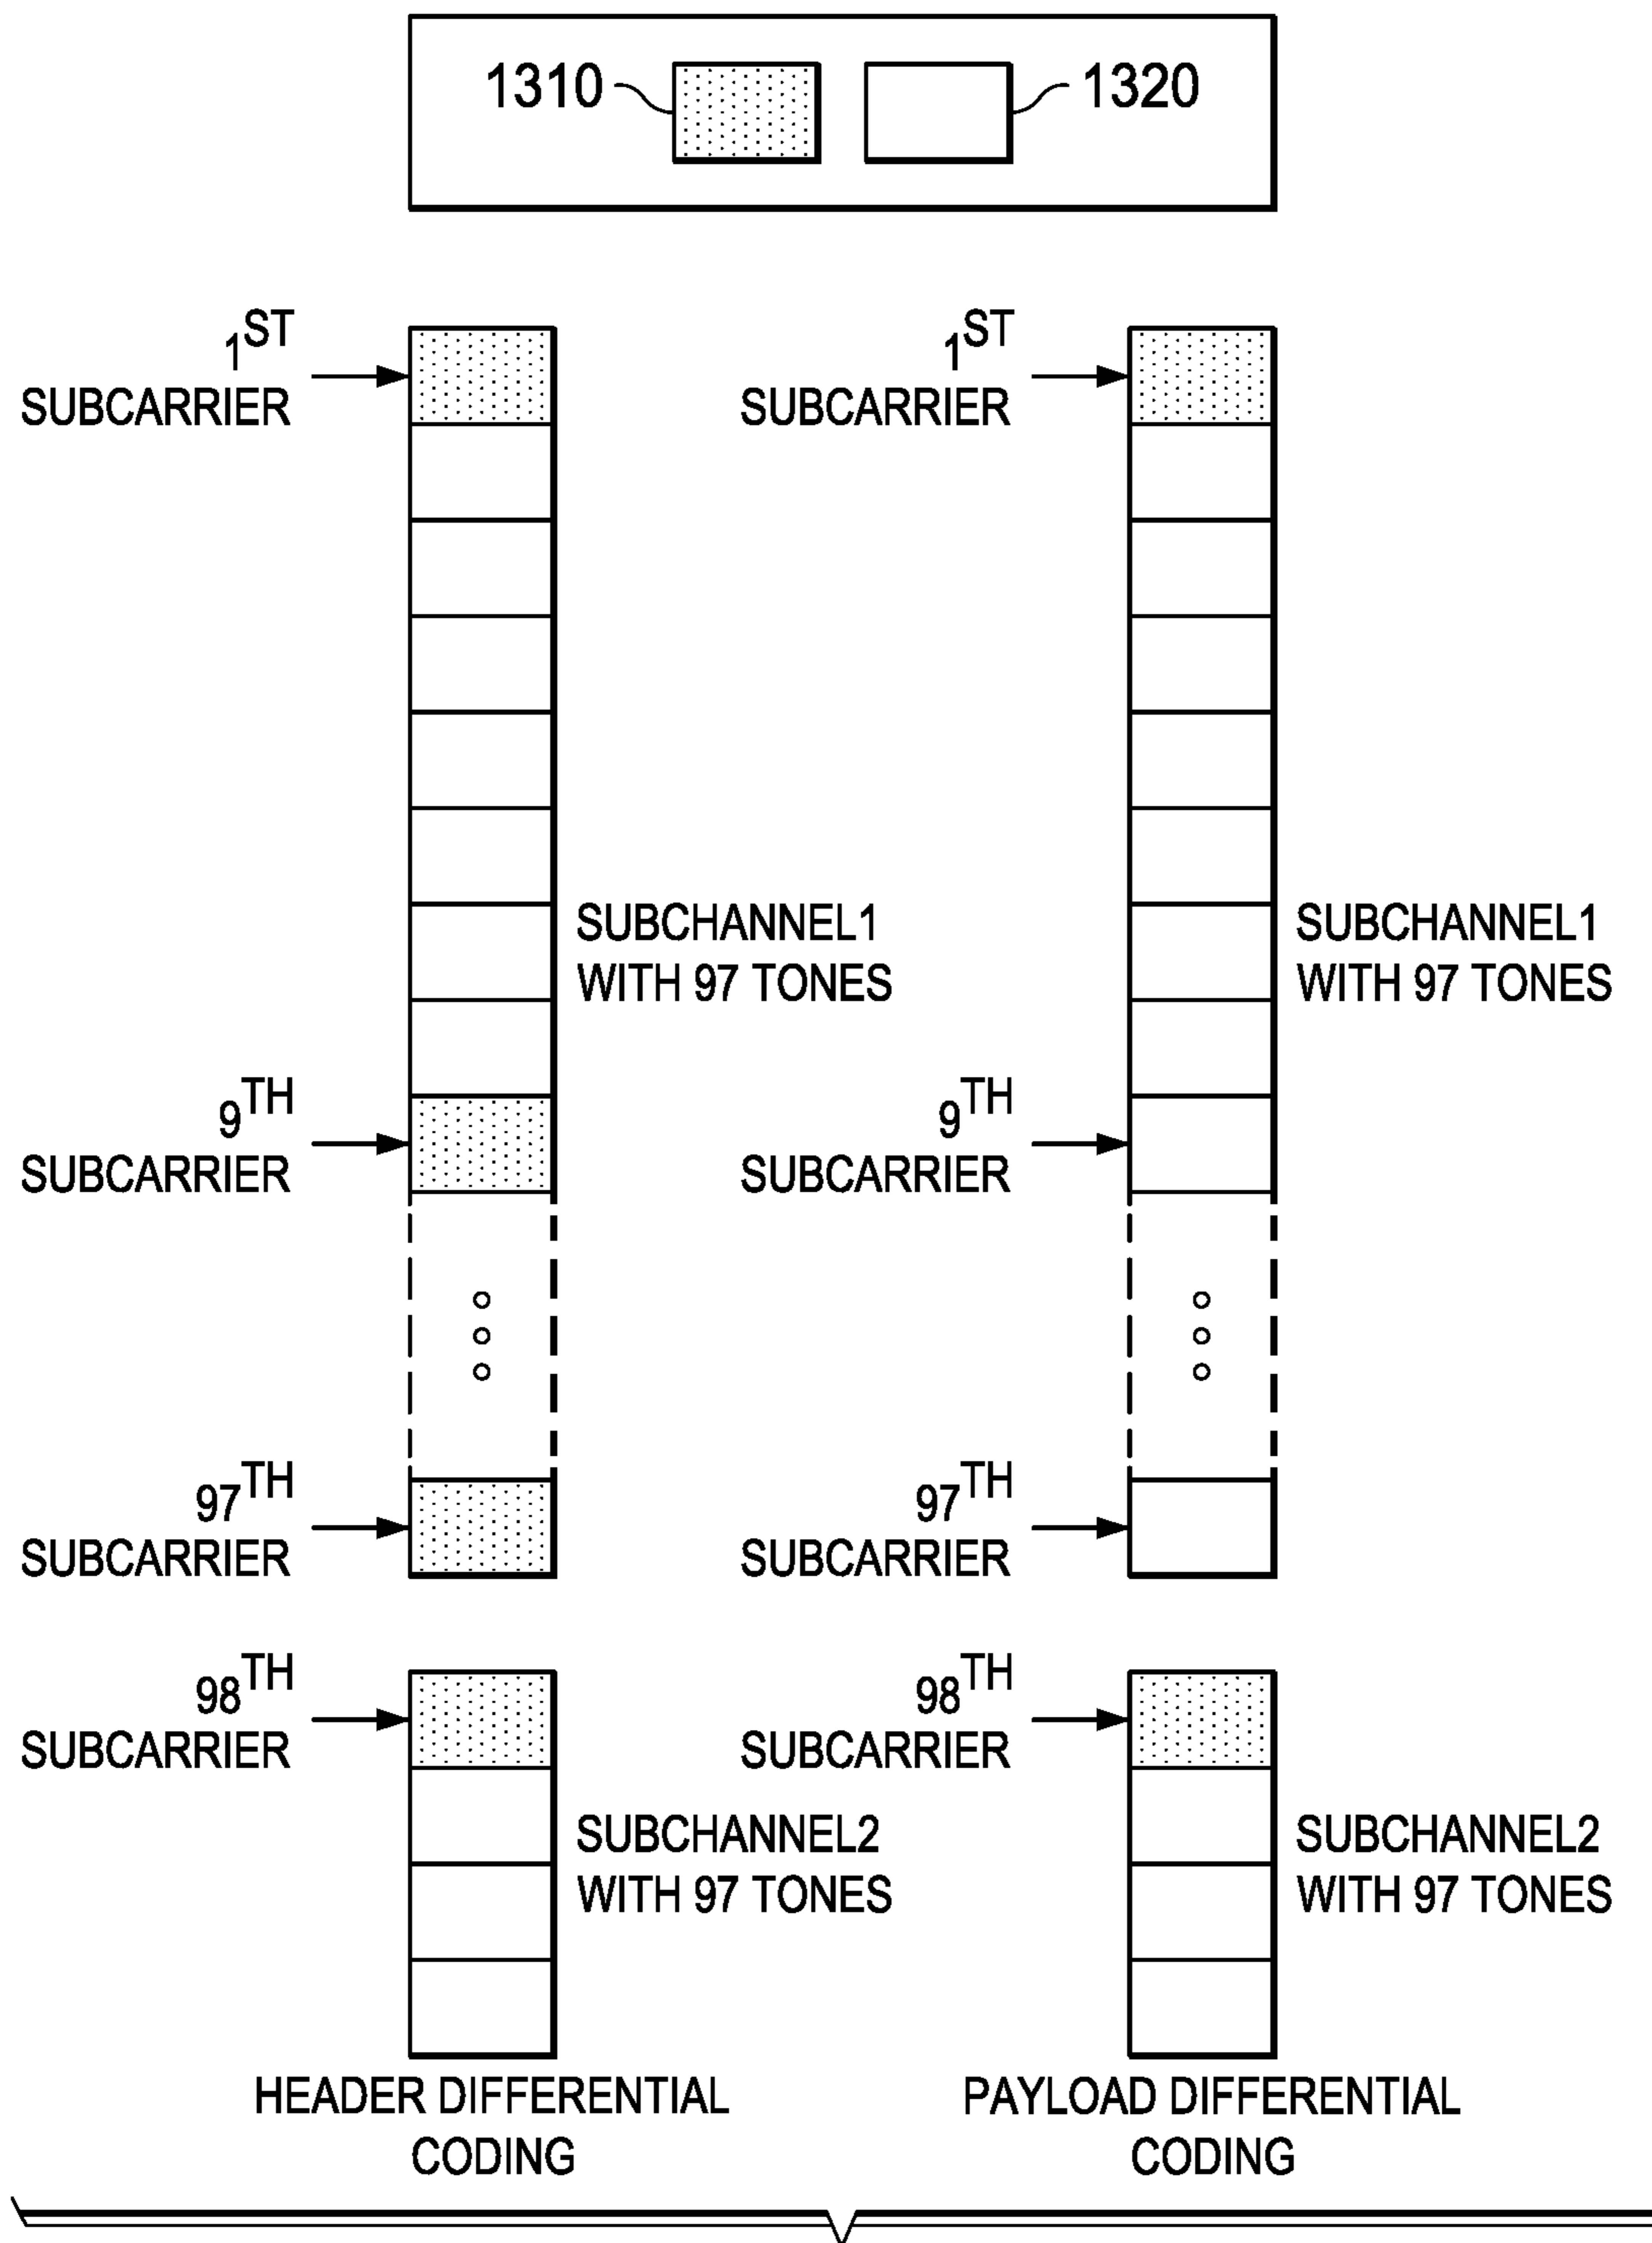 1310 1320
1ST SUBCARRIER
1ST SUBCARRIER
SUBCHANNEL1
WITH 97 TONES
SUBCHANNEL1
WITH 97 TONES
9TH SUBCARRIER
9TH SUBCARRIER
97TH SUBCARRIER
97TH SUBCARRIER
98TH SUBCARRIER
98TH SUBCARRIER
SUBCHANNEL2
WITH 97 TONES
SUBCHANNEL2
WITH 97 TONES
HEADER DIFFERENTIAL
CODING
PAYLOAD DIFFERENTIAL
CODING